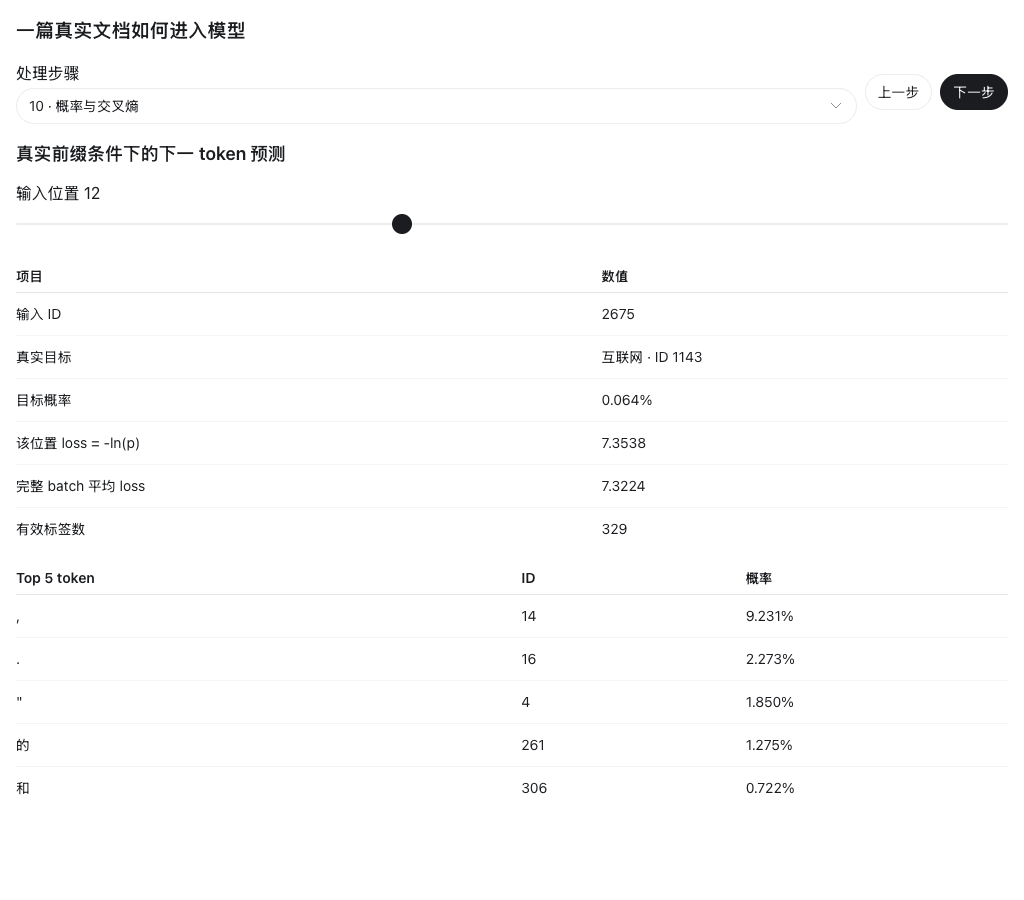 一篇真实文档如何进入模型
处理步骤
10 · 概率与交叉熵
上一步
下一步
真实前缀条件下的下一 token 预测
输入位置 12
项目 数值
输入 ID 2675
真实目标 互联网 · ID 1143
目标概率 0.064%
该位置 loss = -ln(p) 7.3538
完整 batch 平均 loss 7.3224
有效标签数 329
Top 5 token ID 概率
, 14 9.231%
. 16 2.273%
" 4 1.850%
的 261 1.275%
和 306 0.722%